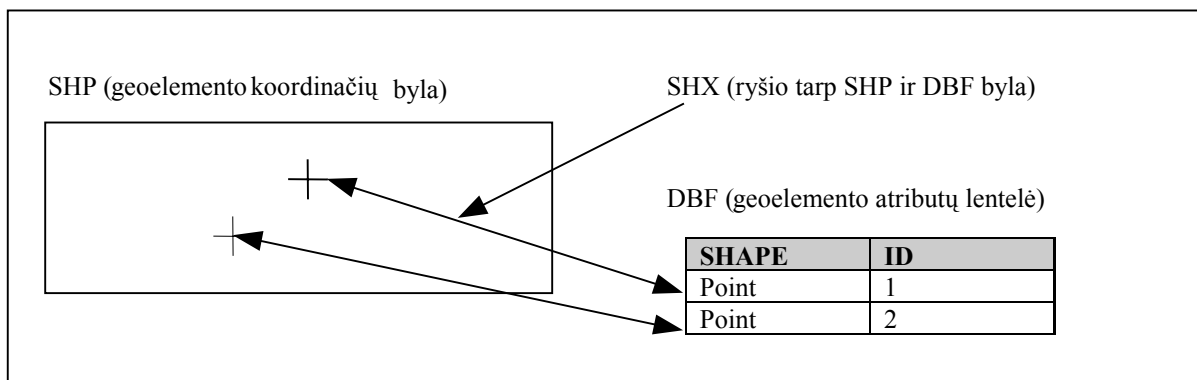 SHP (geoelemento koordinačių byla)
SHX (ryšio tarp SHP ir DBF byla)
DBF (geoelemento atributų lentelė)
SHAPE ID
Point 1
Point 2